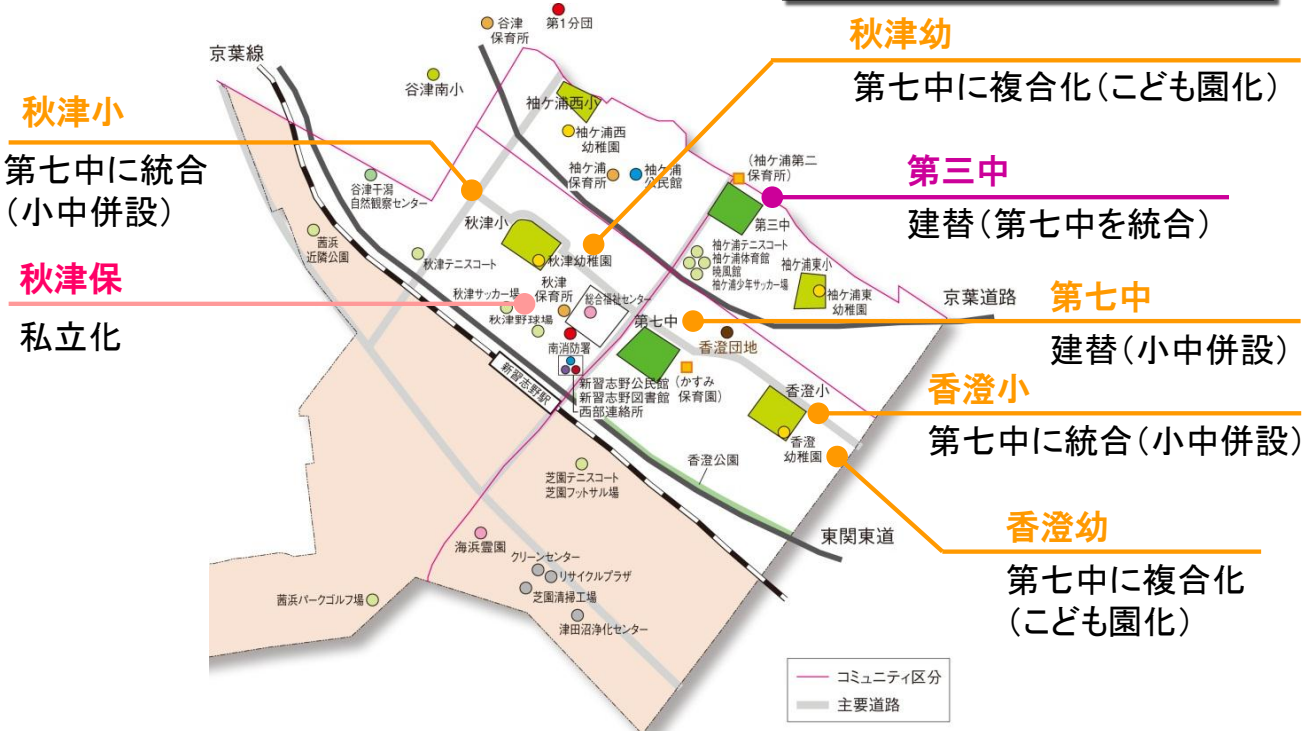 谷津
保育所
第1分団
京葉線
谷津南小
秋津幼
第七中に複合化(こども園化)
秋津小
第七中に統合
(小中併設)
袖ケ浦西小
袖ケ浦西
幼稚園
袖ケ浦
保育所
袖ケ浦
公民館
(袖ケ浦第二
保育所)
第三中
建替(第七中を統合)
谷津干潟
自然観察センター
第三中
茜浜
近隣公園
秋津小
秋津幼稚園
秋津テニスコート
袖ケ浦テニスコート
袖ケ浦体育館
暁風館
袖ケ浦少年サッカー場
袖ケ浦東小
袖ケ浦東
幼稚園
京葉道路
秋津保
私立化
秋津サッカー場
秋津
保育所
総合福祉センター
秋津野球場
南消防署
第七中
香澄団地
第七中
建替(小中併設)
新習志野駅
新習志野公民館
新習志野図書館
西部連絡所
(かすみ
保育園)
香澄小
香澄
幼稚園
香澄小
第七中に統合(小中併設)
香澄公園
芝園テニスコート
芝園フットサル場
東関東道
香澄幼
第七中に複合化
(こども園化)
海浜霊園
クリーンセンター
リサイクルプラザ
芝園清掃工場
茜浜パークゴルフ場
津田沼浄化センター
コミュニティ区分
主要道路